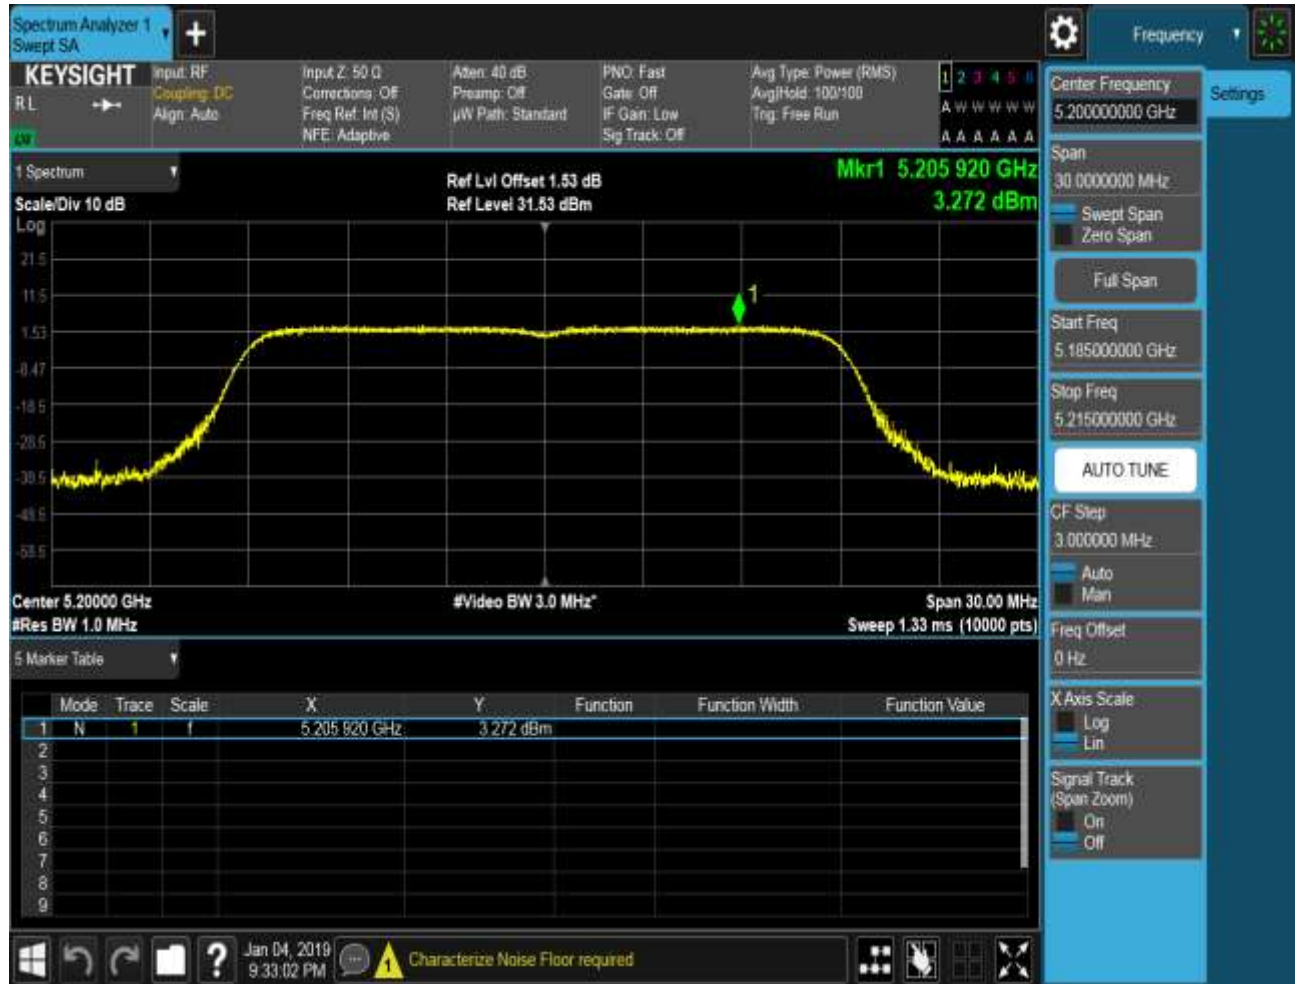 Spectrum Analyzer 1
Swept SA
Frequency
KEYSIGHT
R L
Input: RF
Coupling: DC
Align: Auto
Input Z: 50 Ω
Corrections: Off
Freq Ref: Int (S)
NFE: Adaptive
Atten: 40 dB
Preamp: Off
µW Path: Standard
PNO: Fast
Gate: Off
IF Gain: Low
Sig Track: Off
Avg Type: Power (RMS)
Avg|Hold: 100/100
Trig: Free Run
1 2 3 4 5 6
A W W W W W
A A A A A A
1 Spectrum
Scale/Div 10 dB
Log
Ref Lvl Offset 1.53 dB
Ref Level 31.53 dBm
Mkr1 5.205 920 GHz
3.272 dBm
21.5
11.5
1.53
-8.47
-18.5
-28.5
-38.5
-48.5
-58.5
1
Center 5.20000 GHz
#Res BW 1.0 MHz
#Video BW 3.0 MHz*
Span 30.00 MHz
Sweep 1.33 ms (10000 pts)
5 Marker Table
Mode Trace Scale X Y Function Function Width Function Value
1 N 1 f 5.205 920 GHz 3.272 dBm
2
3
4
5
6
7
8
9
Center Frequency
5.200000000 GHz
Settings
Span
30.0000000 MHz
Swept Span
Zero Span
Full Span
Start Freq
5.185000000 GHz
Stop Freq
5.215000000 GHz
AUTO TUNE
CF Step
3.000000 MHz
Auto
Man
Freq Offset
0 Hz
X Axis Scale
Log
Lin
Signal Track
(Span Zoom)
On
Off
?
Jan 04, 2019
9:33:02 PM
Characterize Noise Floor required